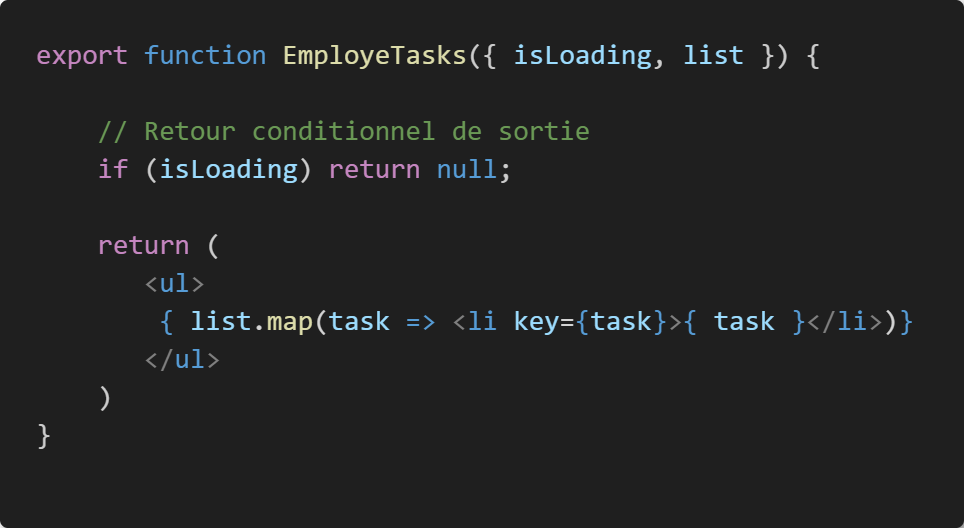 export function EmployeTasks({ isLoading, list }) {
// Retour conditionnel de sortie
if (isLoading) return null;
return (
<ul>
{ list.map(task => <li key={task}>{ task }</li>)}
</ul>
)
}